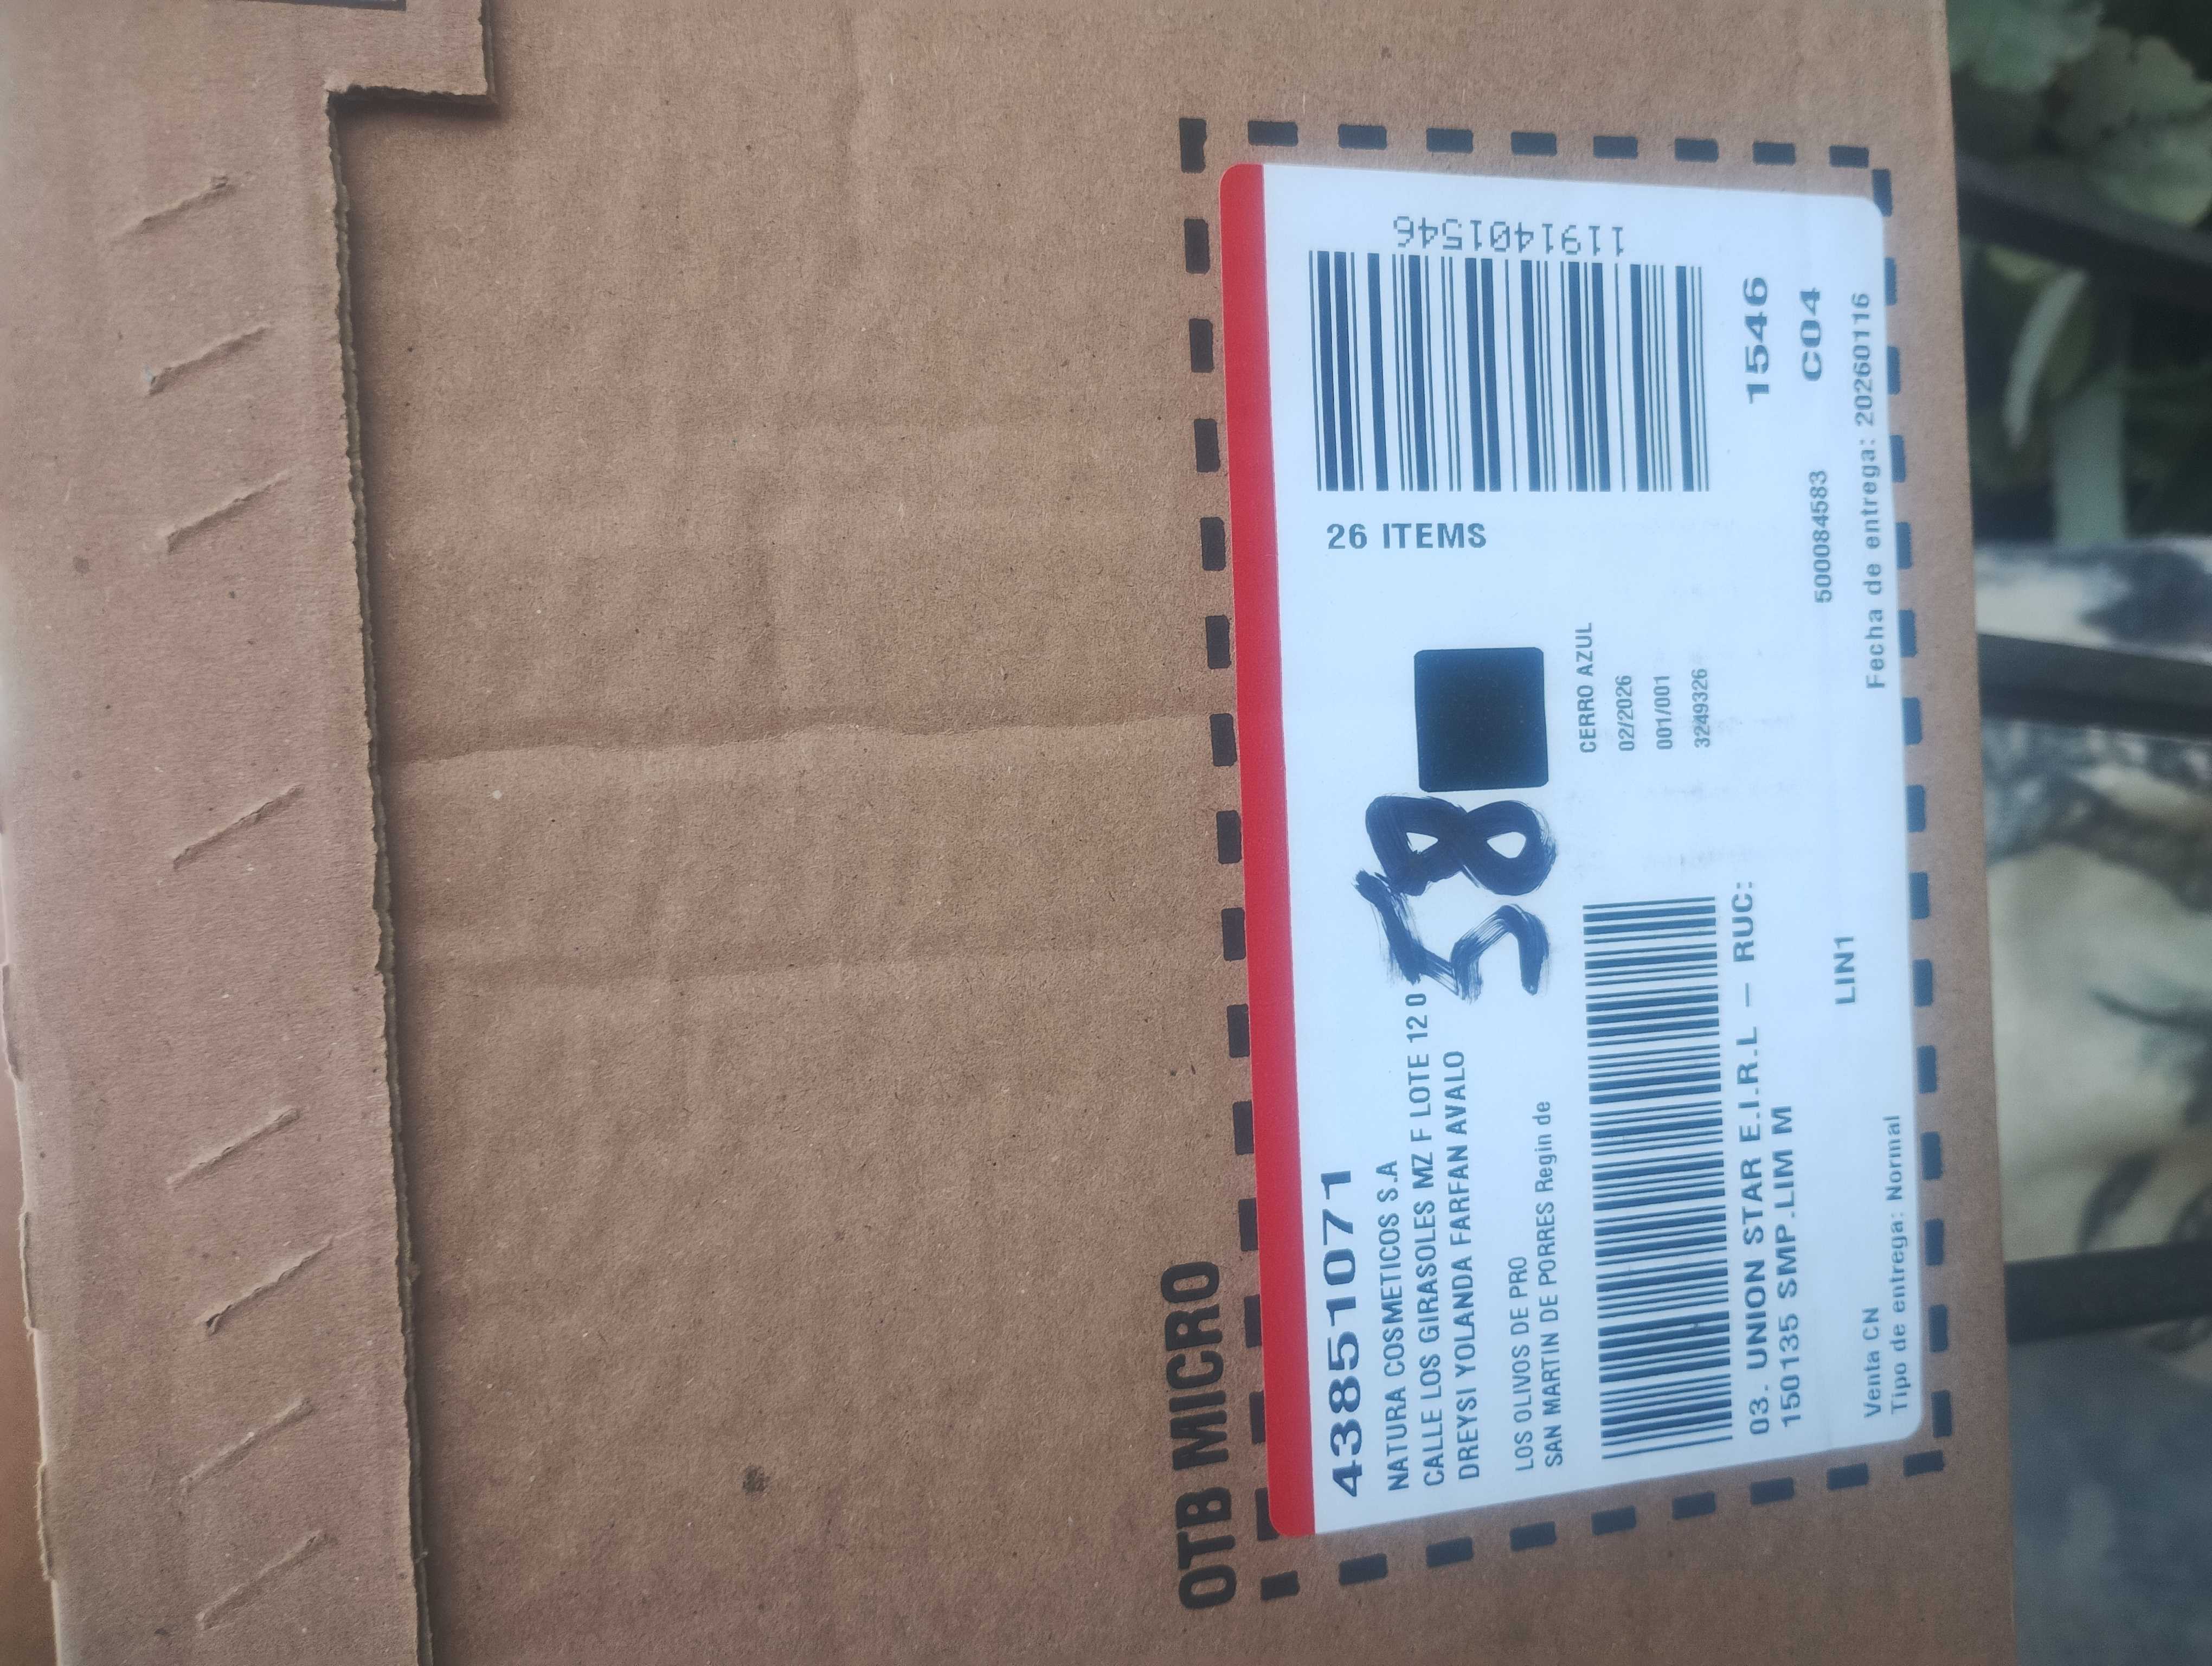 OTB MICRO
43851071
NATURA COSMETICOS S.A
CALLE LOS GIRASOLES MZ F LOTE 12 0
DREYSI YOLANDA FARFAN AVALO
LOS OLIVOS DE PRO
SAN MARTIN DE PORRES Regin de
58
26 ITEMS
1191401546
CERRO AZUL
02/2026
001/001
3249326
03. UNION STAR E.I.R.L — RUC:
150135 SMP.LIM M
1546
C04
LIN1
500084583
Venta CN
Tipo de entrega: Normal
Fecha de entrega: 20260116